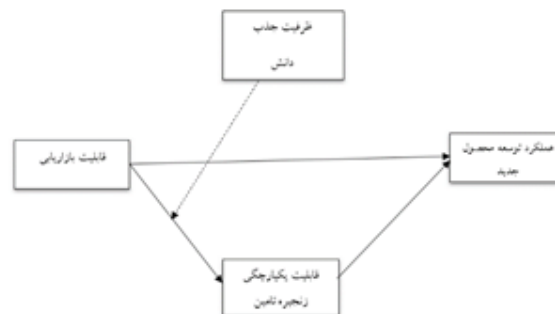 ظرفیت جذب
دانش
قابلیت بازاریابی
عملکرد توسعه محصول
جدید
قابلیت یکپارچگی
زنجیره تامین